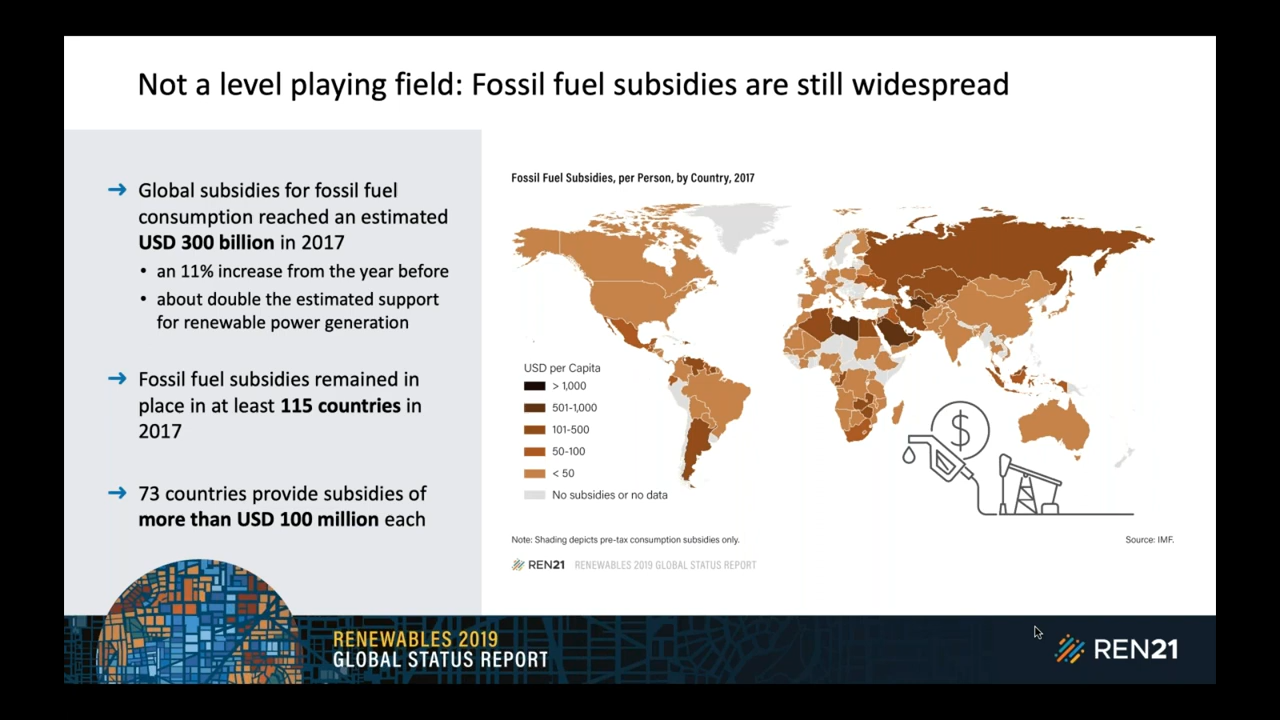 Not a level playing field: Fossil fuel subsidies are still widespread
➔ Global subsidies for fossil fuel
consumption reached an estimated
USD 300 billion in 2017
• an 11% increase from the year before
• about double the estimated support
for renewable power generation
➔ Fossil fuel subsidies remained in
place in at least 115 countries in
2017
➔ 73 countries provide subsidies of
more than USD 100 million each
Fossil Fuel Subsidies, per Person, by Country, 2017
USD per Capita
> 1,000
501-1,000
101-500
50-100
< 50
No subsidies or no data
$
Note: Shading depicts pre-tax consumption subsidies only.
Source: IMF.
REN21 RENEWABLES 2019 GLOBAL STATUS REPORT
RENEWABLES 2019
GLOBAL STATUS REPORT
REN21